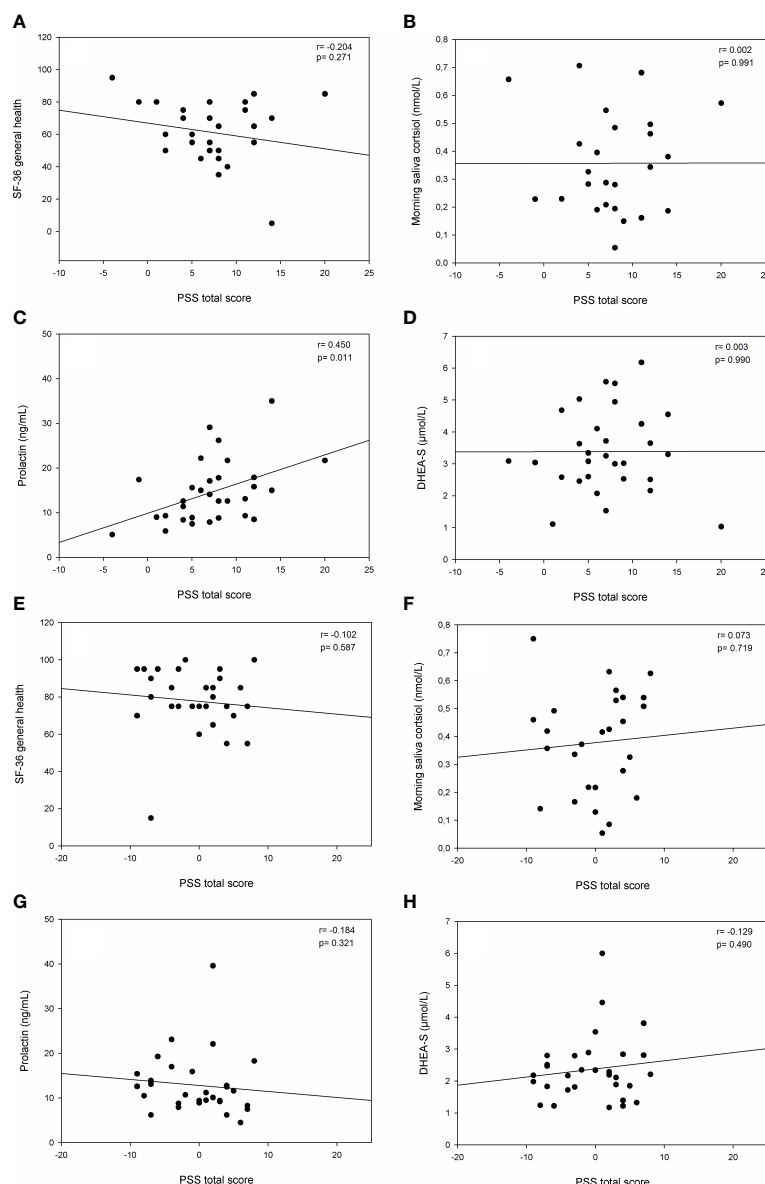 A
r= -0.204
p= 0.271
SF-36 general health
120
100
80
60
40
20
0
-10 -5 0 5 10 15 20 25
PSS total score
B
r= 0.002
p= 0.991
Morning saliva cortsiol (nmol/L)
0,8
0,7
0,6
0,5
0,4
0,3
0,2
0,1
0,0
-10 -5 0 5 10 15 20 25
PSS total score
C
r= 0.450
p= 0.011
Prolactin (ng/mL)
50
40
30
20
10
0
-10 -5 0 5 10 15 20 25
PSS total score
D
r= 0.003
p= 0.990
DHEA-S (µmol/L)
7
6
5
4
3
2
1
0
-10 -5 0 5 10 15 20 25
PSS total score
E
r= -0.102
p= 0.587
SF-36 general health
120
100
80
60
40
20
0
-20 -10 0 10 20
PSS total score
F
r= 0.073
p= 0.719
Morning saliva cortsiol (nmol/L)
0,8
0,7
0,6
0,5
0,4
0,3
0,2
0,1
0,0
-20 -10 0 10 20
PSS total score
G
r= -0.184
p= 0.321
Prolactin (ng/mL)
50
40
30
20
10
0
-20 -10 0 10 20
PSS total score
H
r= -0.129
p= 0.490
DHEA-S (µmol/L)
7
6
5
4
3
2
1
0
-20 -10 0 10 20
PSS total score